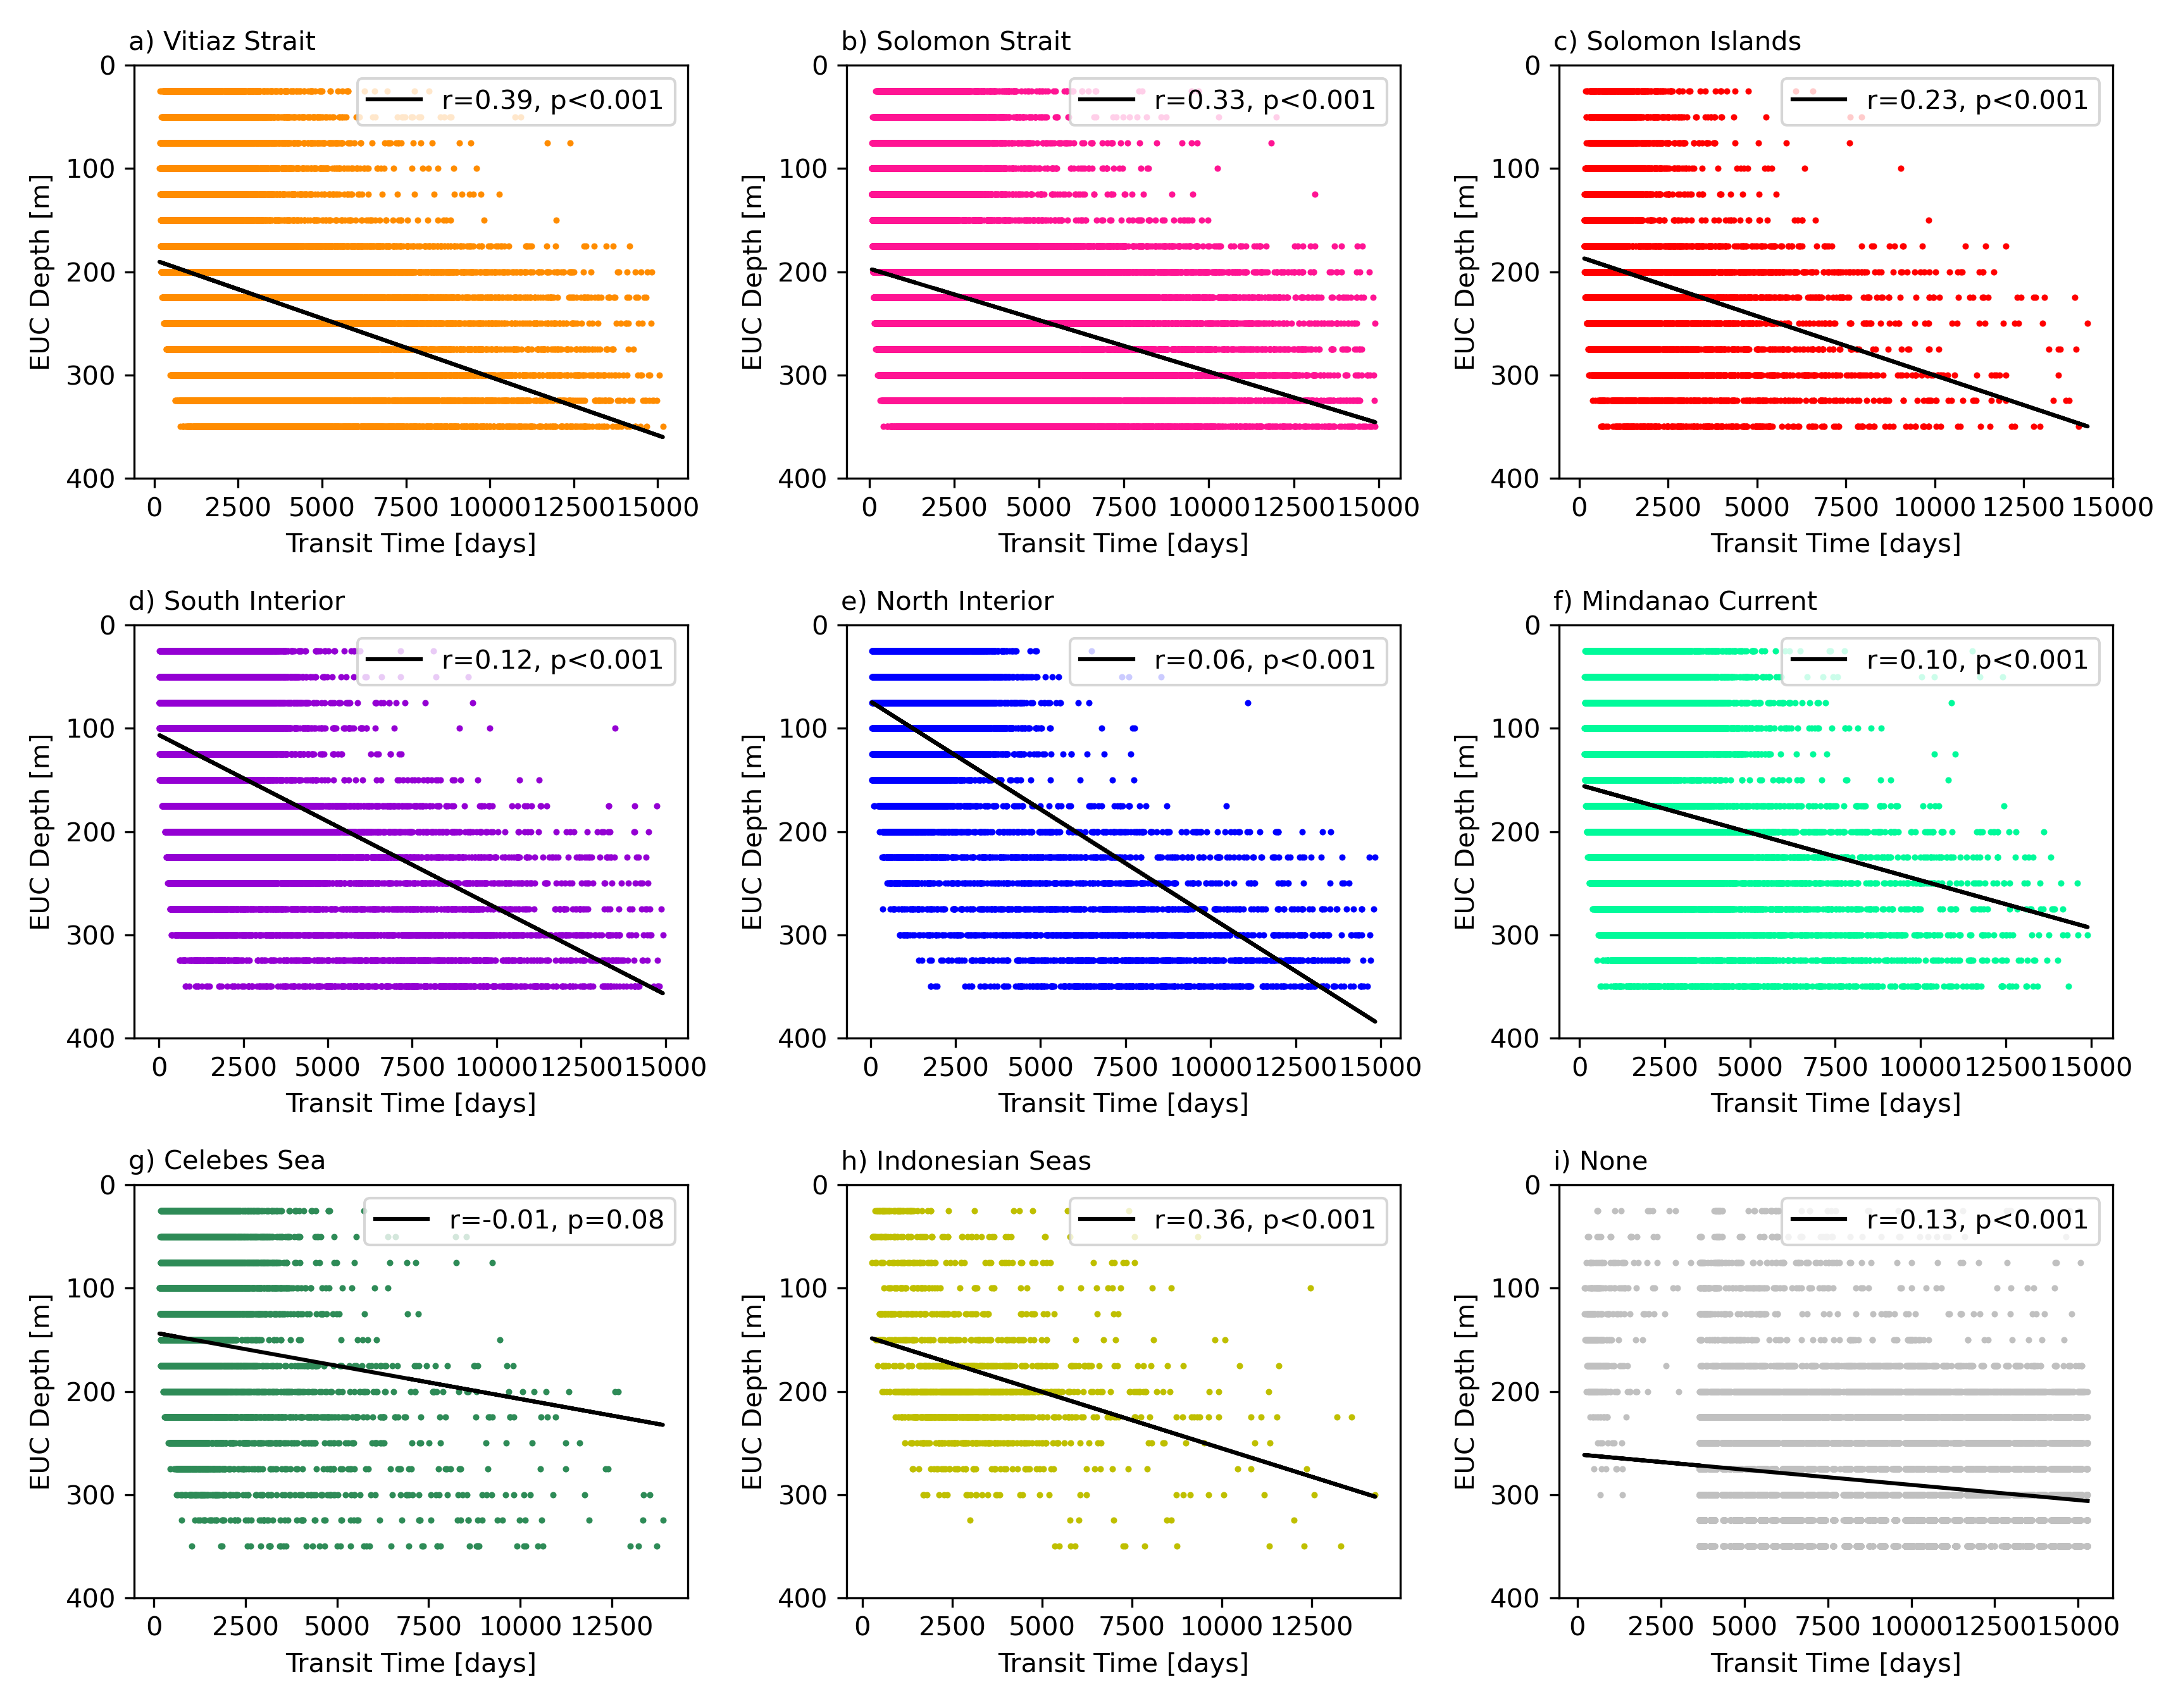 a) Vitiaz Strait
r=0.39, p<0.001
0
100
200
300
400
EUC Depth [m]
0 2500 5000 7500 10000 12500 15000
Transit Time [days]
b) Solomon Strait
r=0.33, p<0.001
0
100
200
300
400
EUC Depth [m]
0 2500 5000 7500 10000 12500 15000
Transit Time [days]
c) Solomon Islands
r=0.23, p<0.001
0
100
200
300
400
EUC Depth [m]
0 2500 5000 7500 10000 12500 15000
Transit Time [days]
d) South Interior
r=0.12, p<0.001
0
100
200
300
400
EUC Depth [m]
0 2500 5000 7500 10000 12500 15000
Transit Time [days]
e) North Interior
r=0.06, p<0.001
0
100
200
300
400
EUC Depth [m]
0 2500 5000 7500 10000 12500 15000
Transit Time [days]
f) Mindanao Current
r=0.10, p<0.001
0
100
200
300
400
EUC Depth [m]
0 2500 5000 7500 10000 12500 15000
Transit Time [days]
g) Celebes Sea
r=-0.01, p=0.08
0
100
200
300
400
EUC Depth [m]
0 2500 5000 7500 10000 12500
Transit Time [days]
h) Indonesian Seas
r=0.36, p<0.001
0
100
200
300
400
EUC Depth [m]
0 2500 5000 7500 10000 12500
Transit Time [days]
i) None
r=0.13, p<0.001
0
100
200
300
400
EUC Depth [m]
0 2500 5000 7500 10000 12500 15000
Transit Time [days]